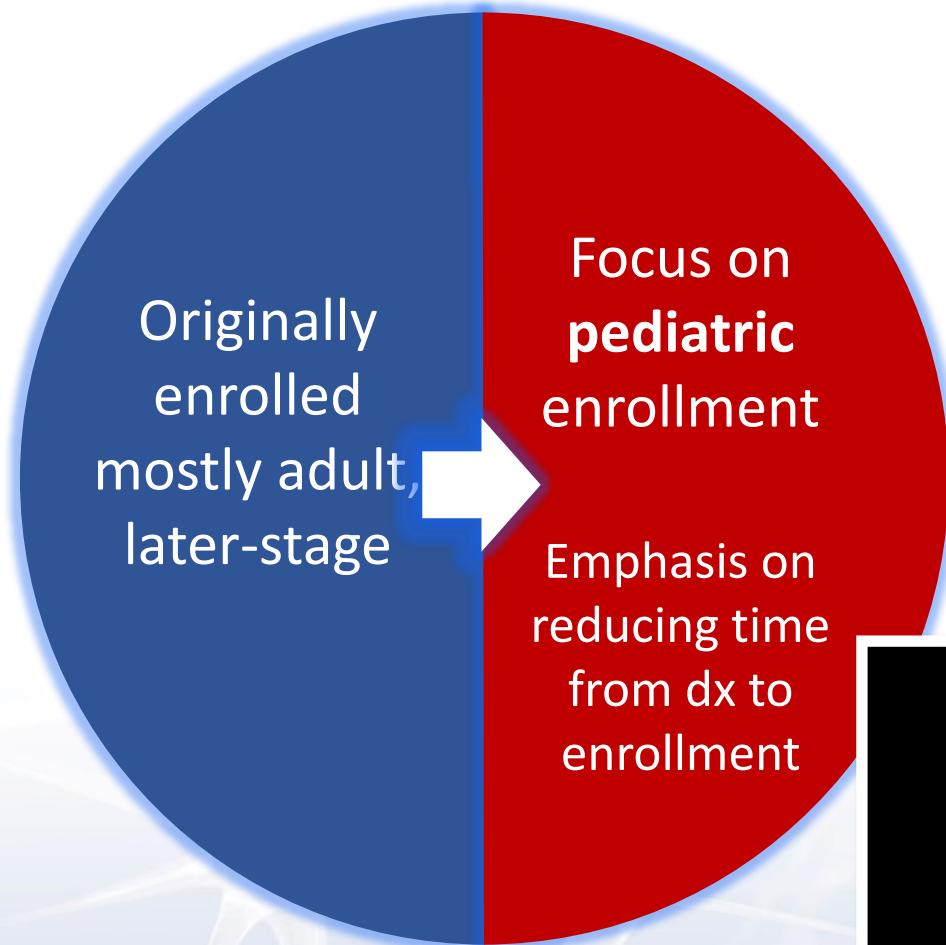 Originally
enrolled
mostly adult,
later-stage
Focus on
pediatric
enrollment
Emphasis on
reducing time
from dx to
enrollment